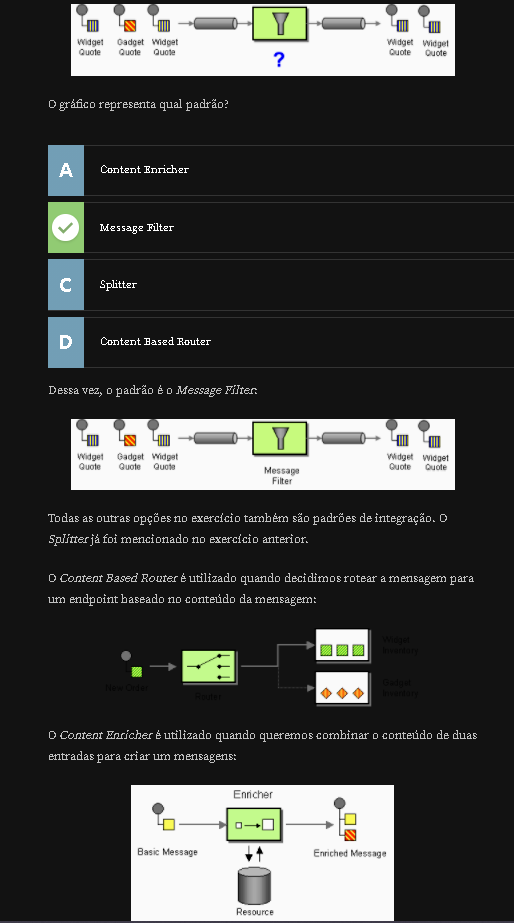 Widget Gadget Widget Widget Widget
Quote Quote Quote Quote Quote
?
O gráfico representa qual padrão?
A Content Enricher
Message Filter
C Splitter
D Content Based Router
Dessa vez, o padrão é o Message Filter:
Widget Gadget Widget Widget Widget
Quote Quote Quote Quote Quote
Message
Filter
Todas as outras opções no exercício também são padrões de integração. O
Splitter já foi mencionado no exercício anterior.
O Content Based Router é utilizado quando decidimos rotear a mensagem para
um endpoint baseado no conteúdo da mensagem:
Widget
Inventory
New Order
Router
Gadget
Inventory
O Content Enricher é utilizado quando queremos combinar o conteúdo de duas
entradas para criar um mensagens:
Enricher
Basic Message
Enriched Message
Resource